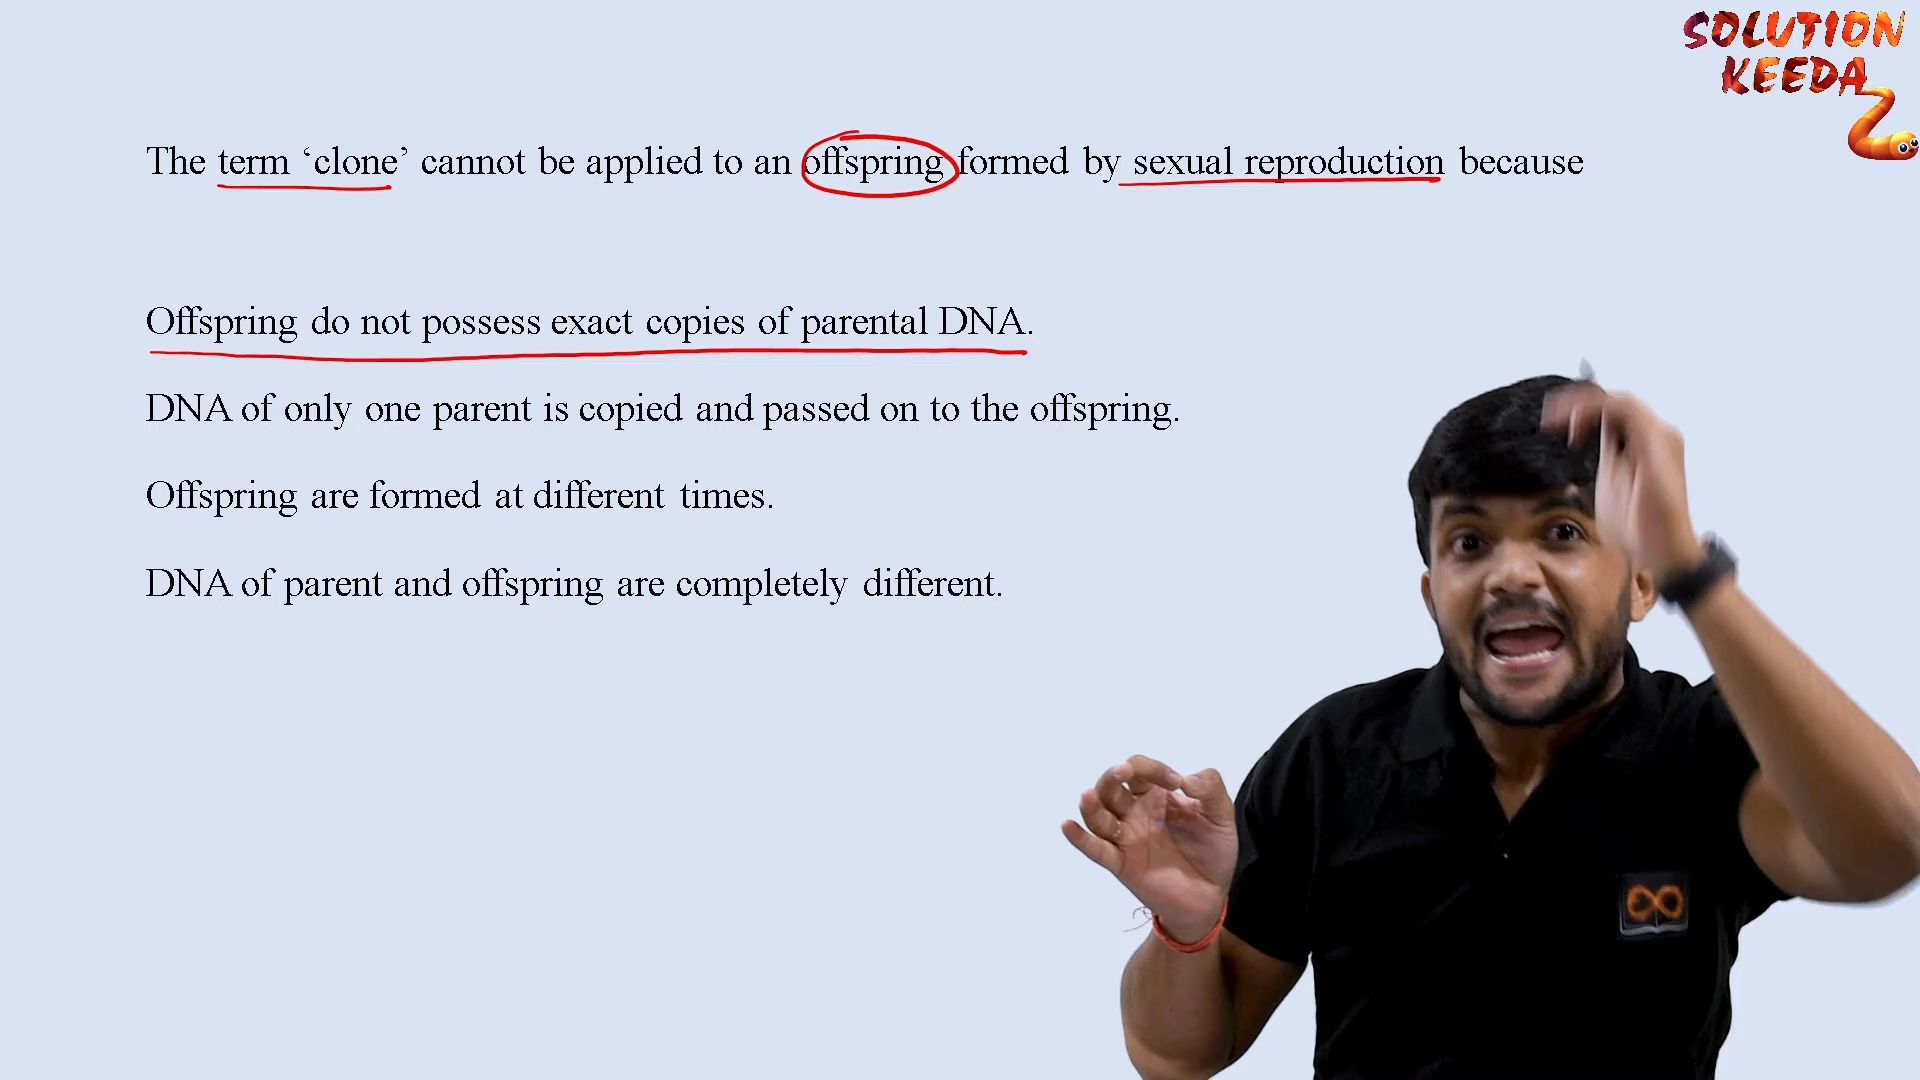 SOLUTION
KEEDA
The term ‘clone’ cannot be applied to an offspring formed by sexual reproduction because
Offspring do not possess exact copies of parental DNA.
DNA of only one parent is copied and passed on to the offspring.
Offspring are formed at different times.
DNA of parent and offspring are completely different.